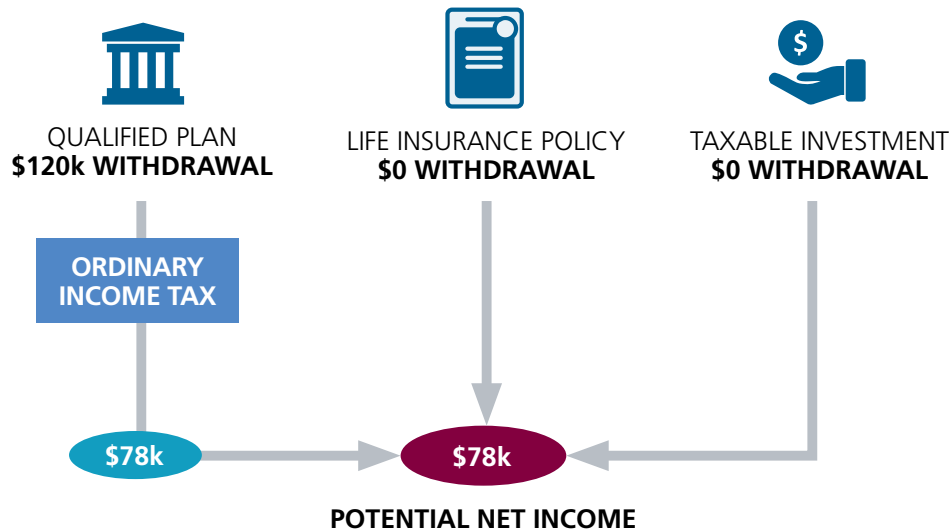 $
QUALIFIED PLAN
$120k WITHDRAWAL
LIFE INSURANCE POLICY
$0 WITHDRAWAL
TAXABLE INVESTMENT
$0 WITHDRAWAL
ORDINARY
INCOME TAX
$78k
$78k
POTENTIAL NET INCOME